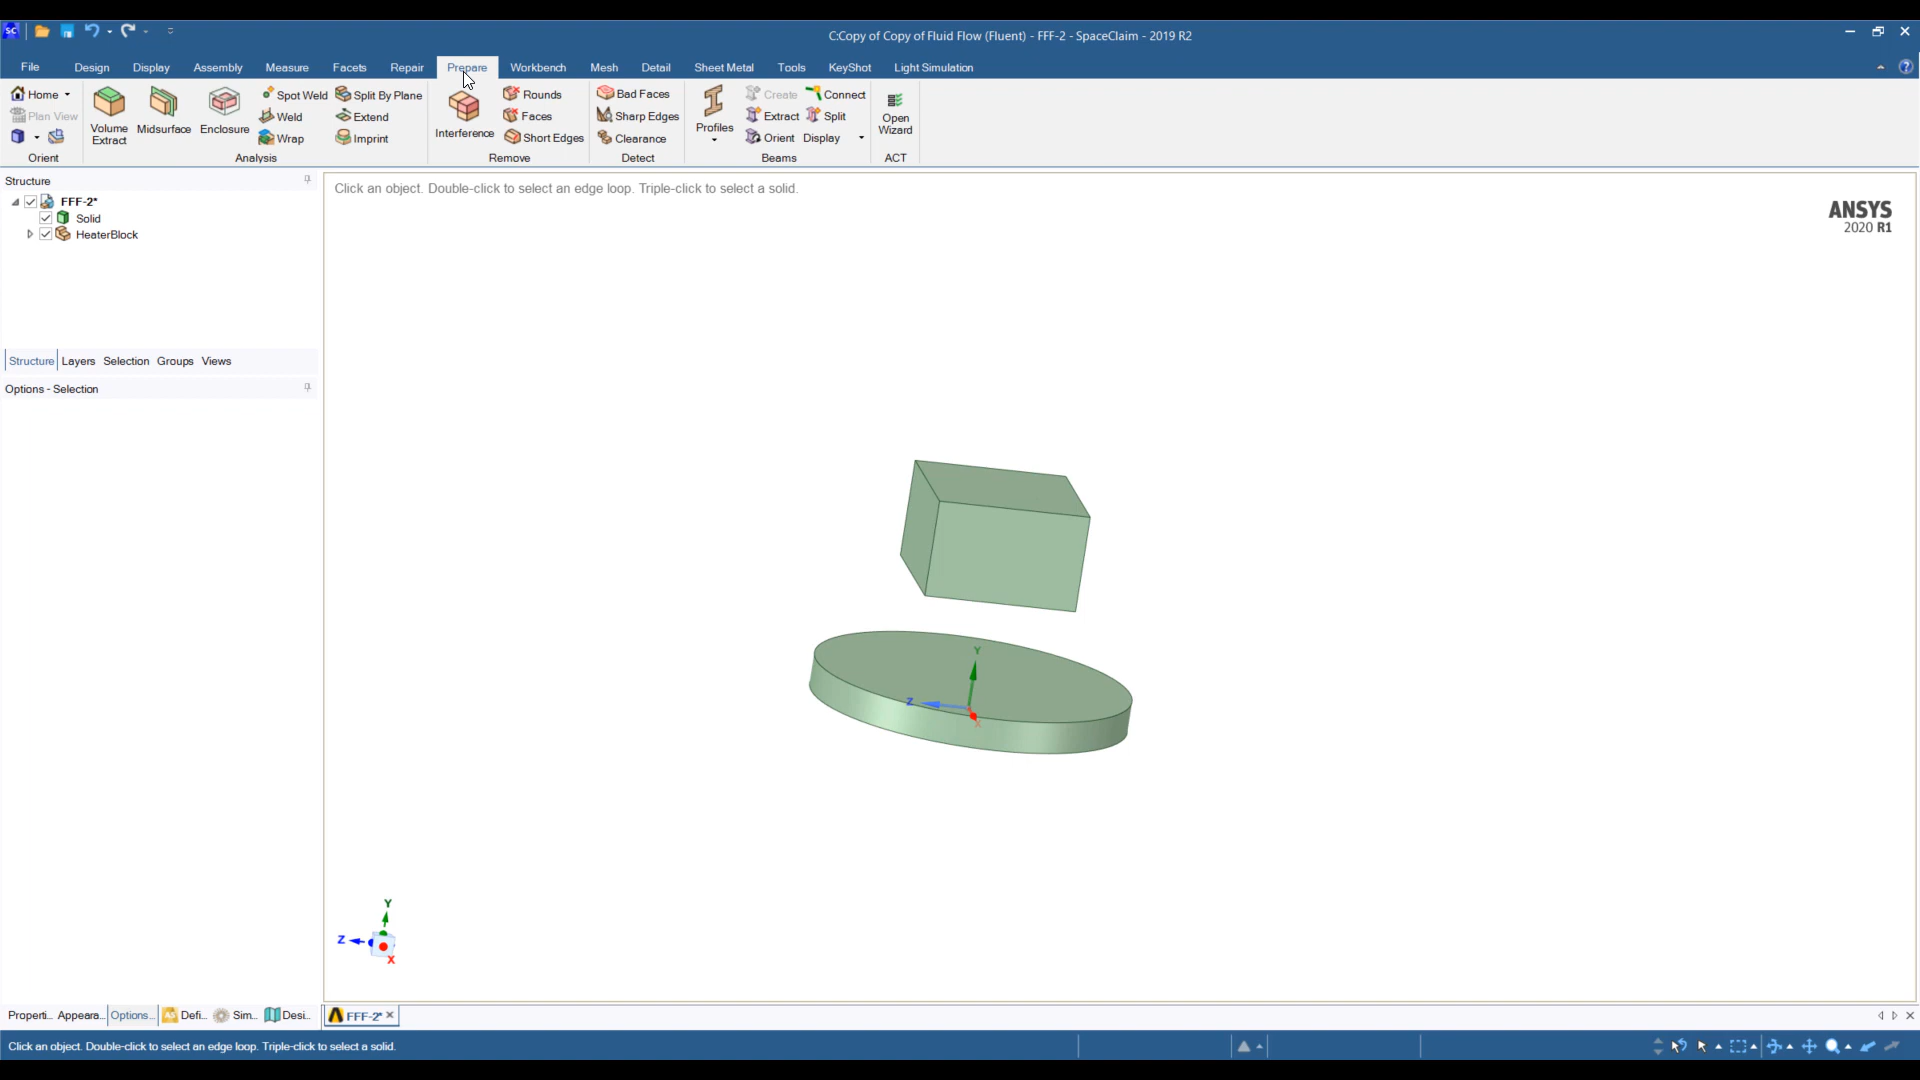 SC
C:Copy of Copy of Fluid Flow (Fluent) - FFF-2 - SpaceClaim - 2019 R2
File Design Display Assembly Measure Facets Repair Prepare Workbench Mesh Detail Sheet Metal Tools KeyShot Light Simulation
Home
Plan View
Orient
Volume Extract
Midsurface
Enclosure
Spot Weld
Weld
Wrap
Split By Plane
Extend
Imprint
Analysis
Interference
Rounds
Faces
Short Edges
Remove
Bad Faces
Sharp Edges
Clearance
Detect
Profiles
Create
Extract
Orient
Connect
Split
Display
Beams
Open Wizard
ACT
Structure
FFF-2*
Solid
HeaterBlock
Structure Layers Selection Groups Views
Options - Selection
Click an object. Double-click to select an edge loop. Triple-click to select a solid.
ANSYS
2020 R1
Y
Z
X
Y
Z
X
Properti... Appeara... Options... Defi... Sim... Desi...
FFF-2*
Click an object. Double-click to select an edge loop. Triple-click to select a solid.